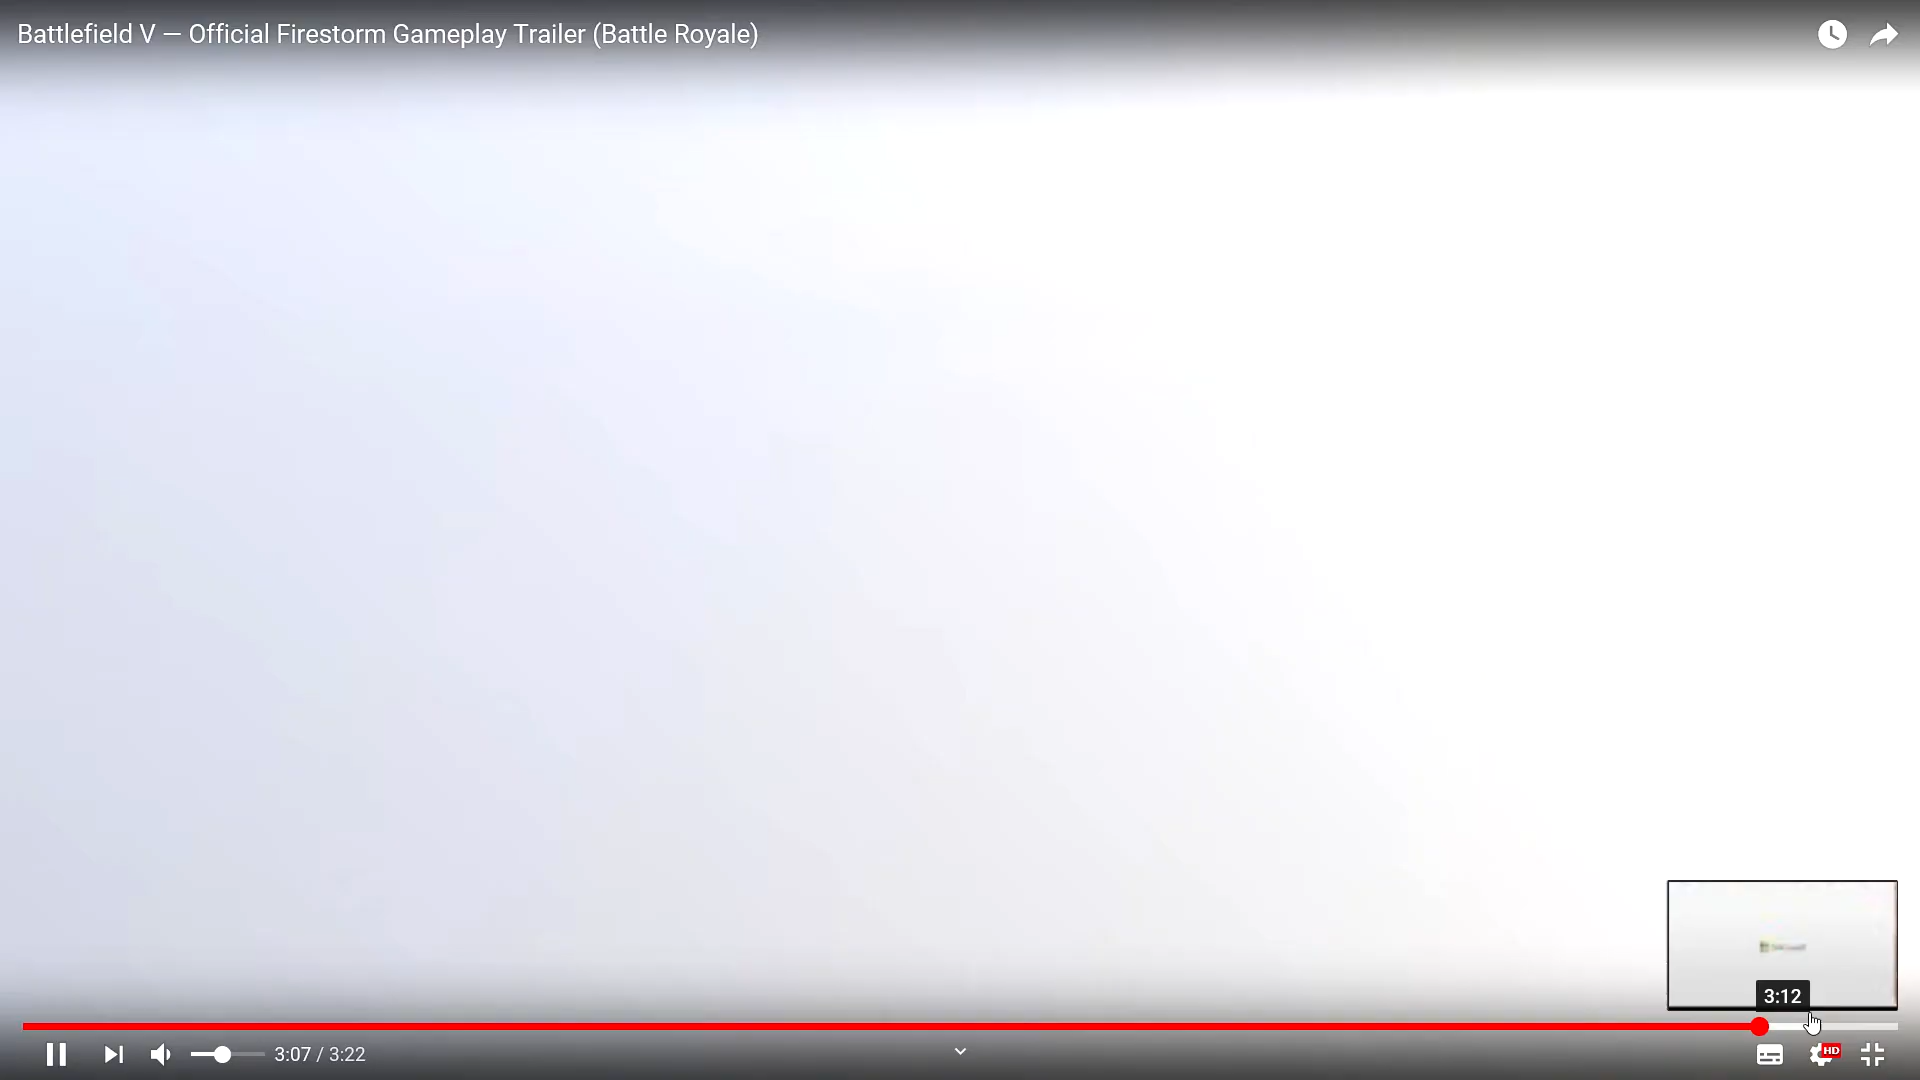 Battlefield V — Official Firestorm Gameplay Trailer (Battle Royale)
3:12
3:07 / 3:22
HD